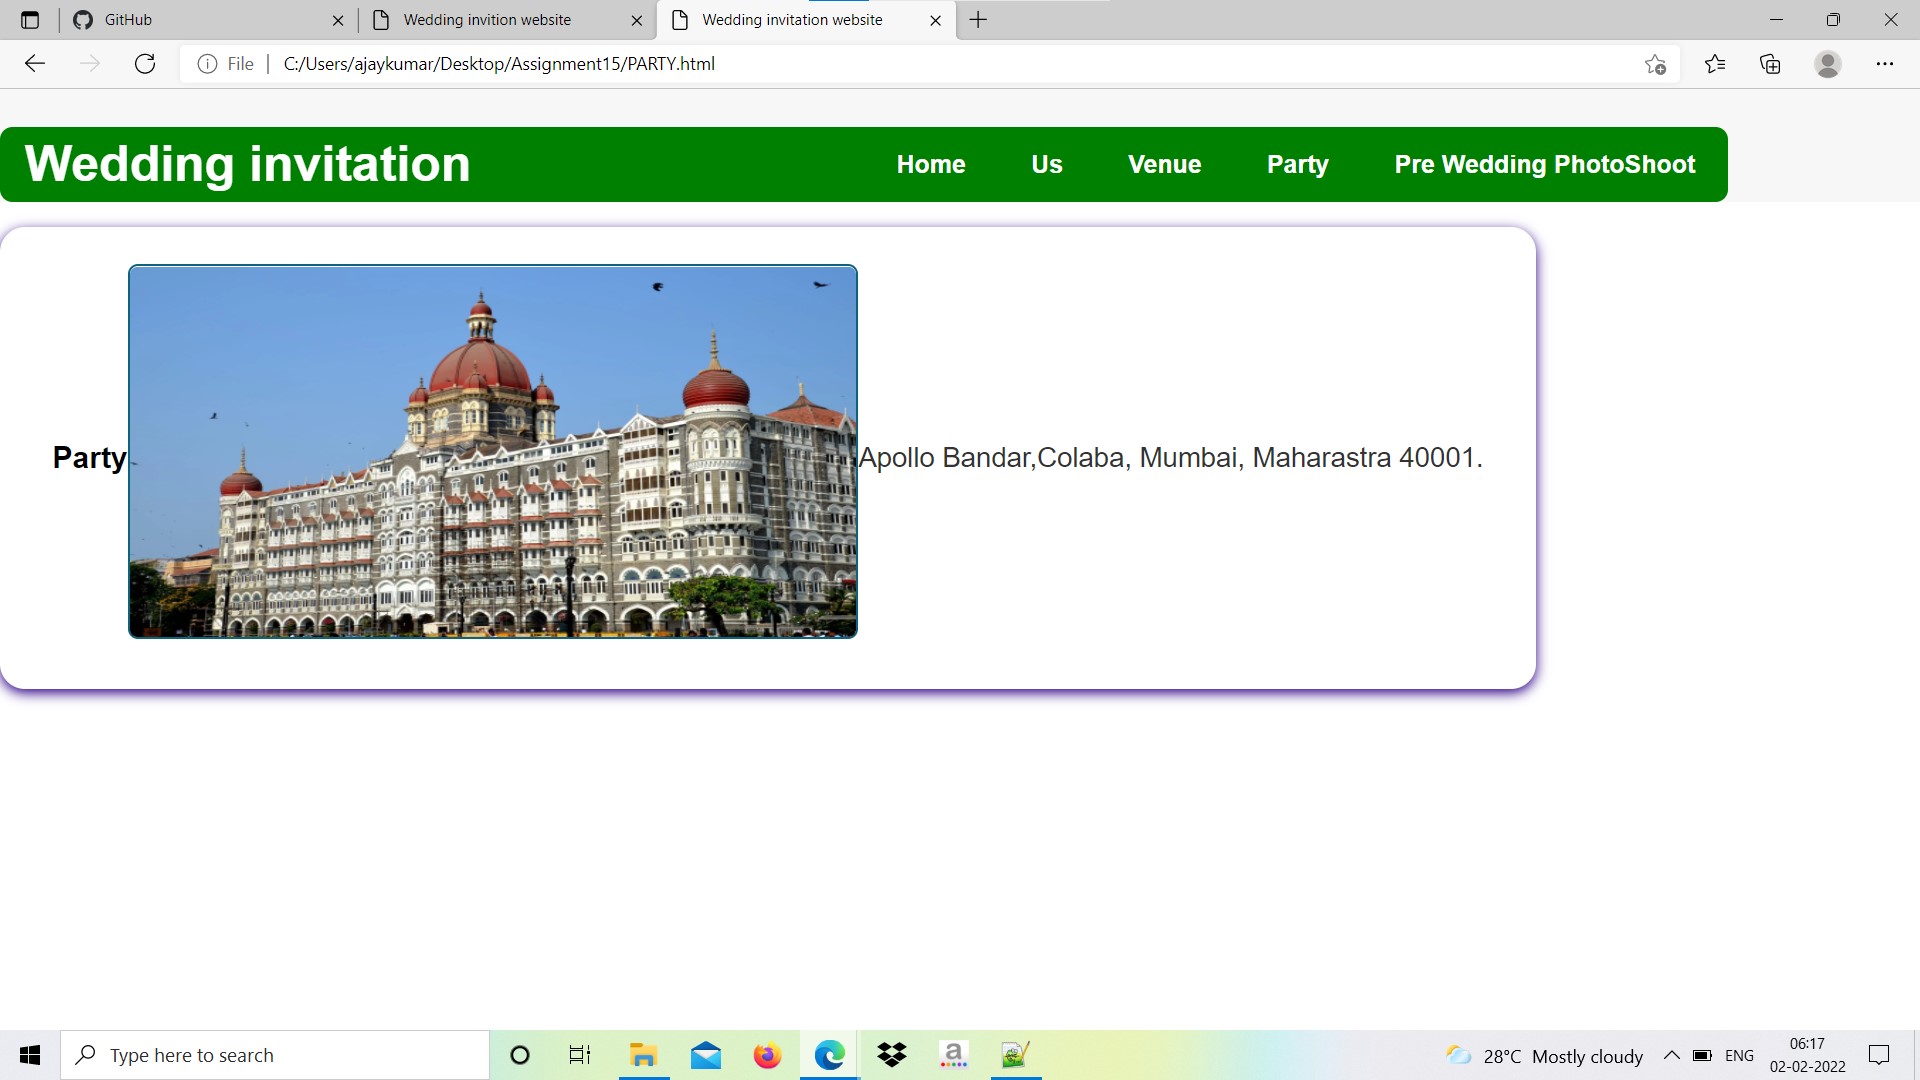 GitHub
Wedding invition website
Wedding invitation website
File
C:/Users/ajaykumar/Desktop/Assignment15/PARTY.html
Wedding invitation
Home
Us
Venue
Party
Pre Wedding PhotoShoot
Party
Apollo Bandar,Colaba, Mumbai, Maharastra 40001.
Type here to search
a
28°C Mostly cloudy
ENG
06:17
02-02-2022